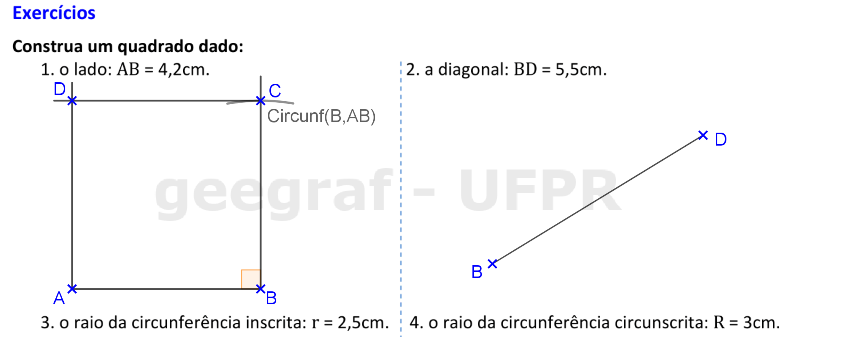 Exercícios
Construa um quadrado dado:
1. o lado: AB = 4,2cm.
D
C
Circunf(B,AB)
A
B
2. a diagonal: BD = 5,5cm.
D
B
geegraf - UFPR
3. o raio da circunferência inscrita: r = 2,5cm.
4. o raio da circunferência circunscrita: R = 3cm.